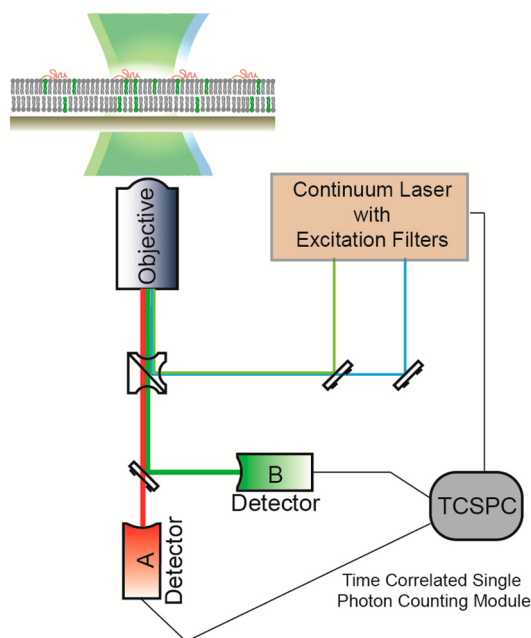 Objective
Continuum Laser
with
Excitation Filters
B
Detector
A
Detector
TCSPC
Time Correlated Single
Photon Counting Module